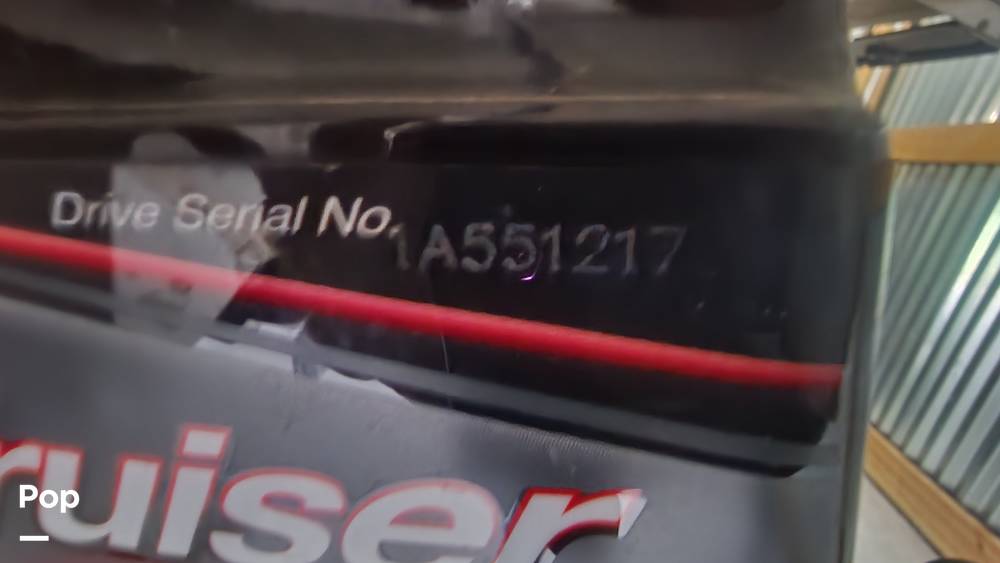 Drive Serial No. 1A551217
ruiser
Pop